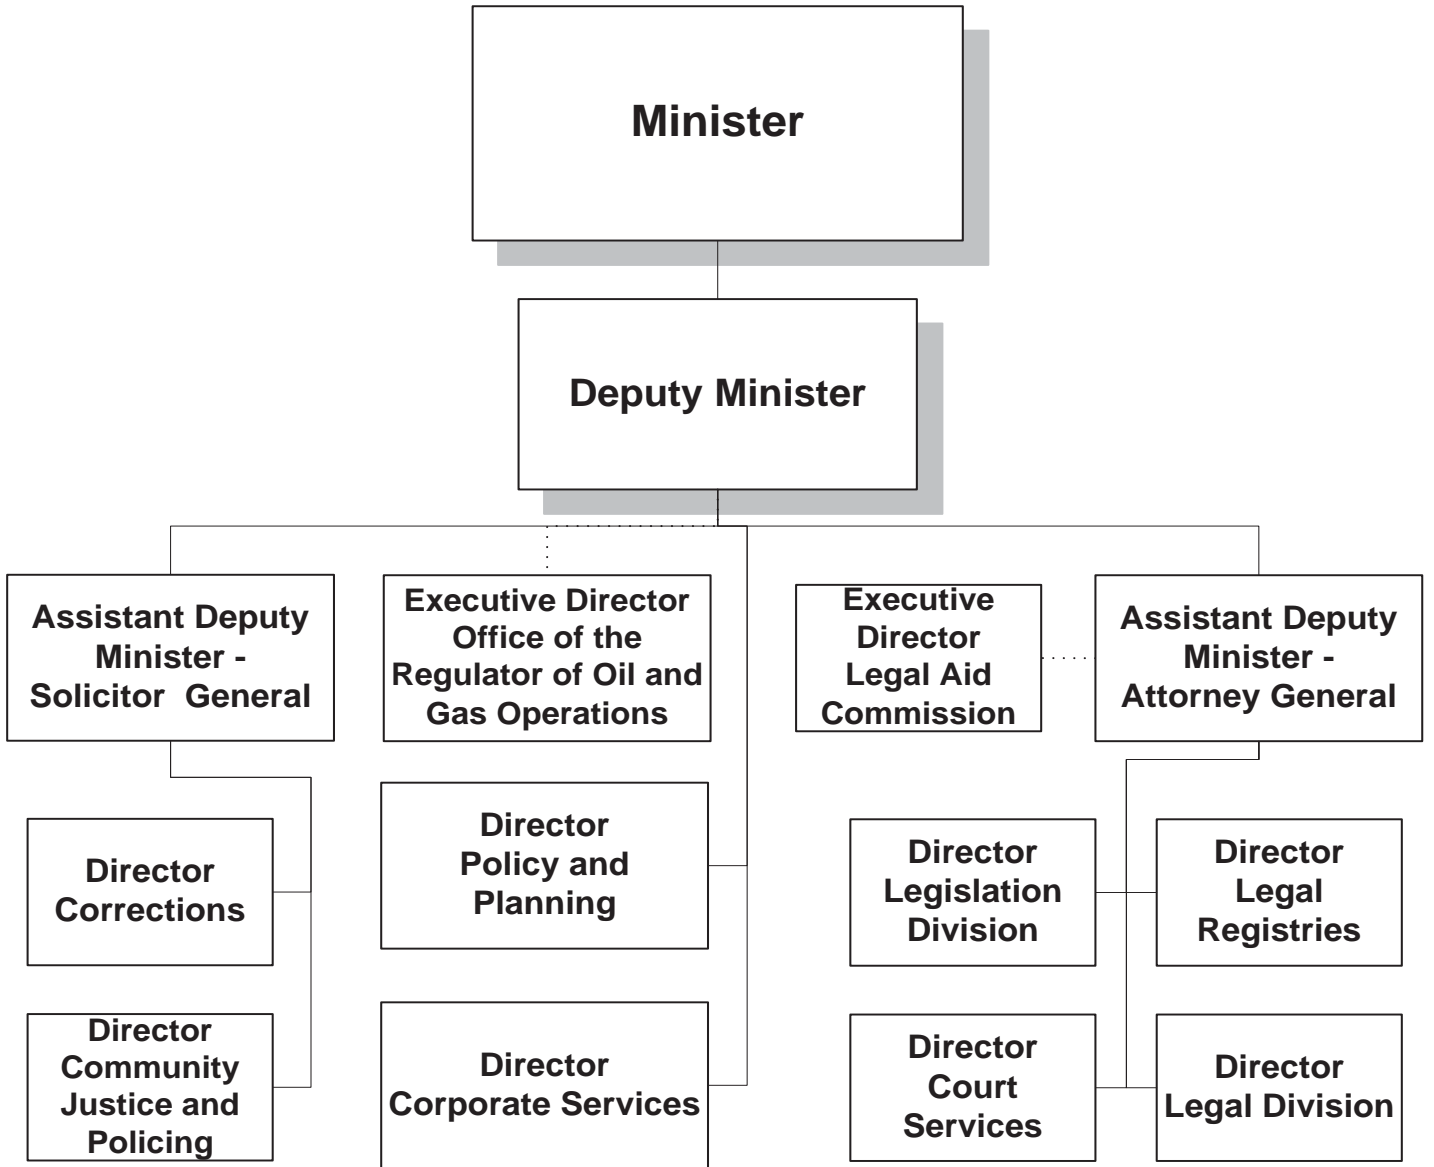 Minister
Deputy Minister
Assistant Deputy
Minister -
Solicitor General
Executive Director
Office of the
Regulator of Oil and
Gas Operations
Executive
Director
Legal Aid
Commission
Assistant Deputy
Minister -
Attorney General
Director
Corrections
Director
Policy and
Planning
Director
Legislation
Division
Director
Legal
Registries
Director
Community
Justice and
Policing
Director
Corporate Services
Director
Court
Services
Director
Legal Division